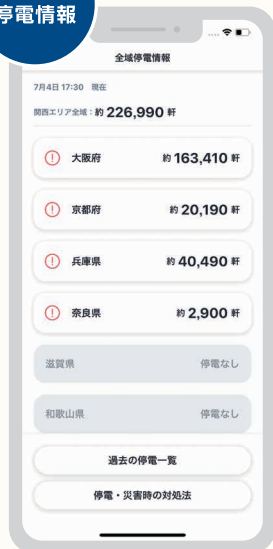 停電情報
全域停電情報
7月4日 17:30 現在
関西エリア全域：約 226,990 軒
大阪府 約 163,410 軒
京都府 約 20,190 軒
兵庫県 約 40,490 軒
奈良県 約 2,900 軒
滋賀県 停電なし
和歌山県 停電なし
過去の停電一覧
停電・災害時の対処法